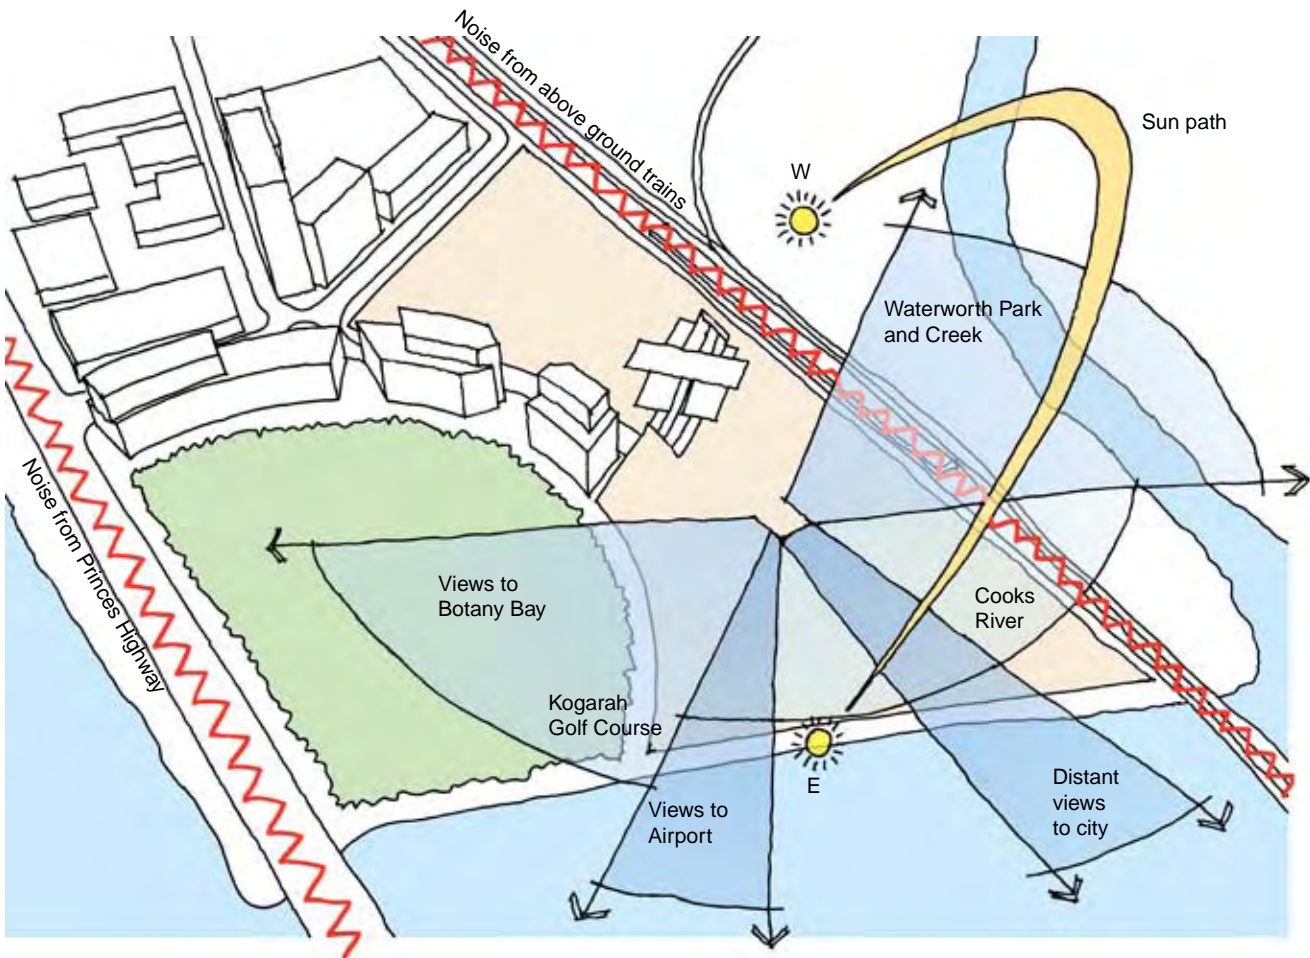 Noise from above ground trains
Sun path
W
Waterworth Park
and Creek
Noise from Princes Highway
Views to
Botany Bay
Cooks
River
Kogarah
Golf Course
E
Views to
Airport
Distant
views
to city